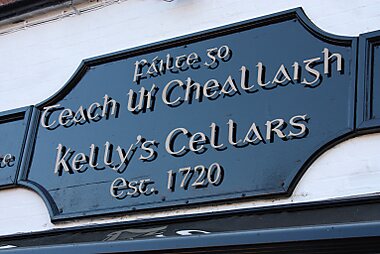 Fáilte go
Teach Uí Cheallaigh
Kelly's Cellars
Est. 1720